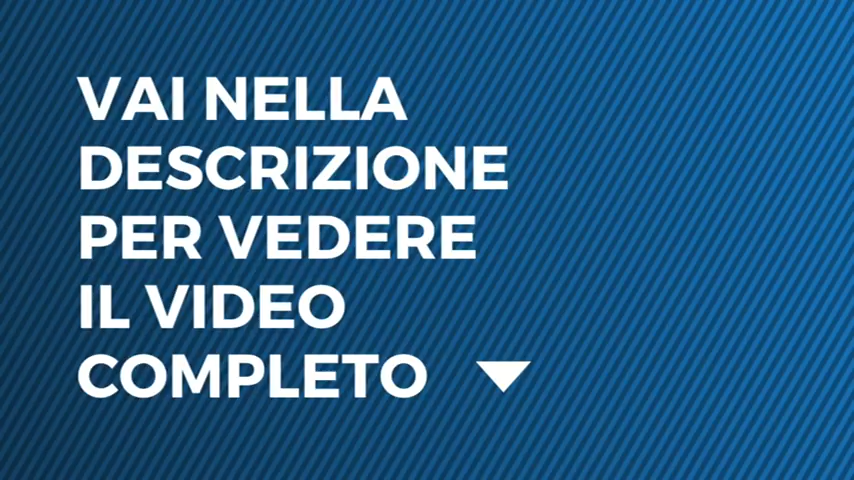 VAI NELLA
DESCRIZIONE
PER VEDERE
IL VIDEO
COMPLETO